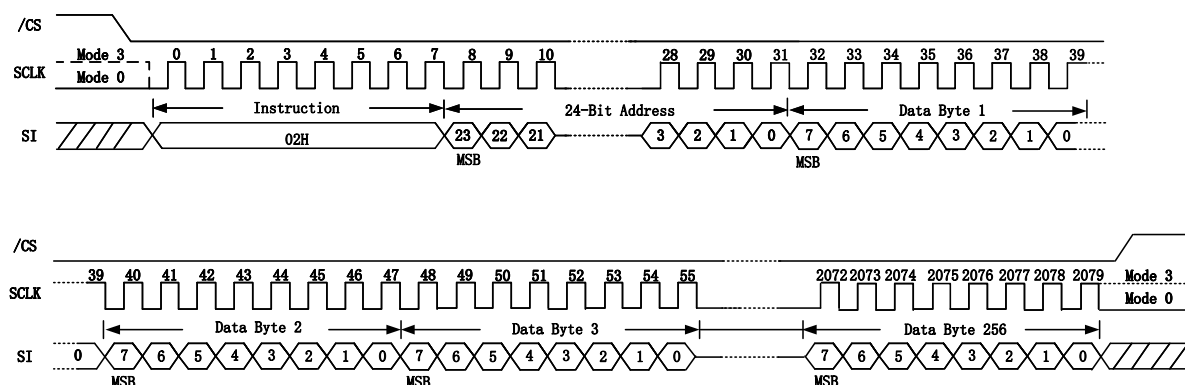 /CS
Mode 3 0 1 2 3 4 5 6 7 8 9 10 28 29 30 31 32 33 34 35 36 37 38 39
SCLK
Mode 0
Instruction 24-Bit Address Data Byte 1
SI 02H 23 22 21 3 2 1 0 7 6 5 4 3 2 1 0
MSB MSB
/CS
39 40 41 42 43 44 45 46 47 48 49 50 51 52 53 54 55 2072 2073 2074 2075 2076 2077 2078 2079 Mode 3
SCLK Mode 0
Data Byte 2 Data Byte 3 Data Byte 256
SI 0 7 6 5 4 3 2 1 0 7 6 5 4 3 2 1 0 7 6 5 4 3 2 1 0
MSB MSB MSB